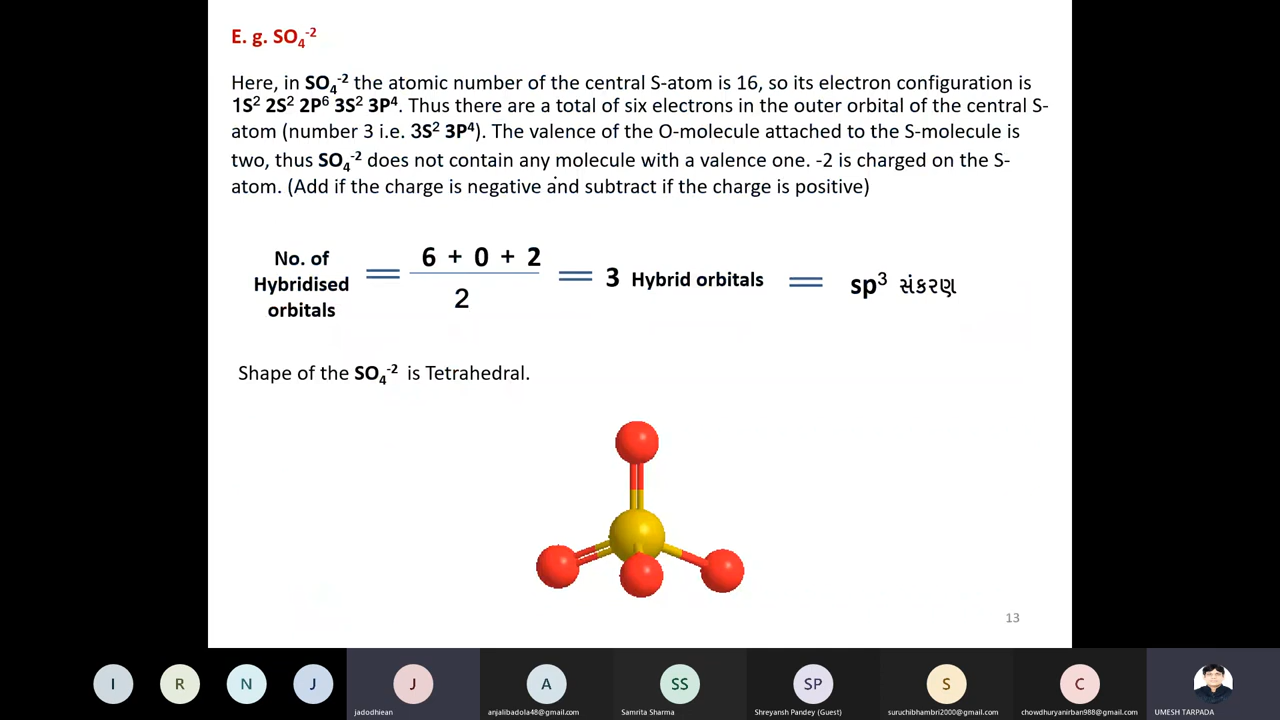 E. g. SO4-2
Here, in SO4-2 the atomic number of the central S-atom is 16, so its electron configuration is
1S2 2S2 2P6 3S2 3P4. Thus there are a total of six electrons in the outer orbital of the central S-
atom (number 3 i.e. 3S2 3P4). The valence of the O-molecule attached to the S-molecule is
two, thus SO4-2 does not contain any molecule with a valence one. -2 is charged on the S-
atom. (Add if the charge is negative and subtract if the charge is positive)
No. of
Hybridised
orbitals
6 + 0 + 2
2
3 Hybrid orbitals
sp3 સંકરણ
Shape of the SO4-2 is Tetrahedral.
13
I R N J J A SS SP S C
jadodhiean anjalibadola48@gmail.com Samrita Sharma Shreyansh Pandey (Guest) suruchibhambri2000@gmail.com chowdhuryanirban988@gmail.com UMESH TARPADA